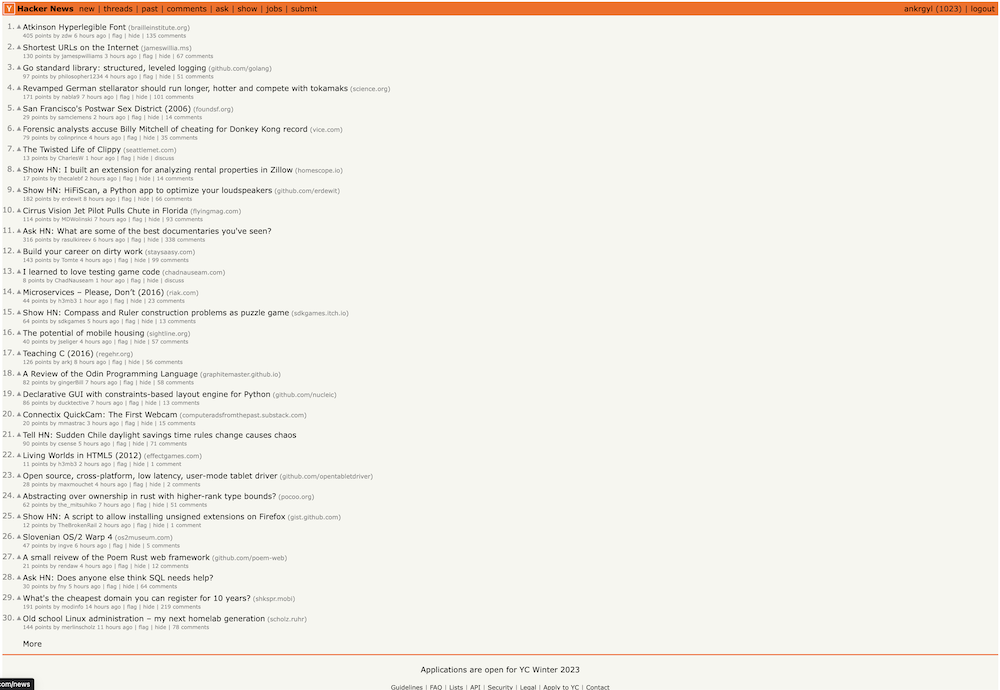 Y Hacker News new | threads | past | comments | ask | show | jobs | submit ankrgyl (1023) | logout
1. Atkinson Hyperlegible Font (brailleinstitute.org)
405 points by zdw 6 hours ago | flag | hide | 135 comments
2. Shortest URLs on the Internet (jameswillia.ms)
130 points by jamespwilliams 3 hours ago | flag | hide | 67 comments
3. Go standard library: structured, leveled logging (github.com/golang)
97 points by philosopher1234 4 hours ago | flag | hide | 51 comments
4. Revamped German stellarator should run longer, hotter and compete with tokamaks (science.org)
171 points by nabla9 7 hours ago | flag | hide | 101 comments
5. San Francisco's Postwar Sex District (2006) (foundsf.org)
29 points by samclemens 2 hours ago | flag | hide | 14 comments
6. Forensic analysts accuse Billy Mitchell of cheating for Donkey Kong record (vice.com)
79 points by colinprince 4 hours ago | flag | hide | 35 comments
7. The Twisted Life of Clippy (seattlemet.com)
13 points by CharlesW 1 hour ago | flag | hide | discuss
8. Show HN: I built an extension for analyzing rental properties in Zillow (homescope.io)
17 points by thecalebf 2 hours ago | flag | hide | 14 comments
9. Show HN: HiFiScan, a Python app to optimize your loudspeakers (github.com/erdewit)
182 points by erdewit 8 hours ago | flag | hide | 66 comments
10. Cirrus Vision Jet Pilot Pulls Chute in Florida (flyingmag.com)
114 points by MDWolinski 7 hours ago | flag | hide | 93 comments
11. Ask HN: What are some of the best documentaries you've seen?
316 points by rasulkireev 6 hours ago | flag | hide | 338 comments
12. Build your career on dirty work (staysaasy.com)
143 points by Tomte 4 hours ago | flag | hide | 99 comments
13. I learned to love testing game code (chadnauseam.com)
8 points by ChadNauseam 1 hour ago | flag | hide | discuss
14. Microservices – Please, Don’t (2016) (riak.com)
44 points by h3mb3 1 hour ago | flag | hide | 23 comments
15. Show HN: Compass and Ruler construction problems as puzzle game (sdkgames.itch.io)
64 points by sdkgames 5 hours ago | flag | hide | 13 comments
16. The potential of mobile housing (sightline.org)
40 points by jseliger 4 hours ago | flag | hide | 57 comments
17. Teaching C (2016) (regehr.org)
126 points by arkj 8 hours ago | flag | hide | 56 comments
18. A Review of the Odin Programming Language (graphitemaster.github.io)
82 points by gingerBill 7 hours ago | flag | hide | 58 comments
19. Declarative GUI with constraints-based layout engine for Python (github.com/nucleic)
86 points by ducktective 7 hours ago | flag | hide | 13 comments
20. Connectix QuickCam: The First Webcam (computeradsfromthepast.substack.com)
20 points by mmastrac 3 hours ago | flag | hide | 15 comments
21. Tell HN: Sudden Chile daylight savings time rules change causes chaos
90 points by csense 5 hours ago | flag | hide | 71 comments
22. Living Worlds in HTML5 (2012) (effectgames.com)
11 points by h3mb3 2 hours ago | flag | hide | 1 comment
23. Open source, cross-platform, low latency, user-mode tablet driver (github.com/opentabletdriver)
28 points by maxmouchet 4 hours ago | flag | hide | 2 comments
24. Abstracting over ownership in rust with higher-rank type bounds? (pocoo.org)
62 points by the_mitsuhiko 7 hours ago | flag | hide | 51 comments
25. Show HN: A script to allow installing unsigned extensions on Firefox (gist.github.com)
12 points by TheBrokenRail 2 hours ago | flag | hide | 1 comment
26. Slovenian OS/2 Warp 4 (os2museum.com)
47 points by ingve 6 hours ago | flag | hide | 5 comments
27. A small reivew of the Poem Rust web framework (github.com/poem-web)
21 points by rendaw 4 hours ago | flag | hide | 12 comments
28. Ask HN: Does anyone else think SQL needs help?
30 points by fny 5 hours ago | flag | hide | 64 comments
29. What's the cheapest domain you can register for 10 years? (shkspr.mobi)
191 points by modinfo 14 hours ago | flag | hide | 219 comments
30. Old school Linux administration – my next homelab generation (scholz.ruhr)
144 points by merlinscholz 11 hours ago | flag | hide | 78 comments
More
Applications are open for YC Winter 2023
com/news
Guidelines | FAQ | Lists | API | Security | Legal | Apply to YC | Contact